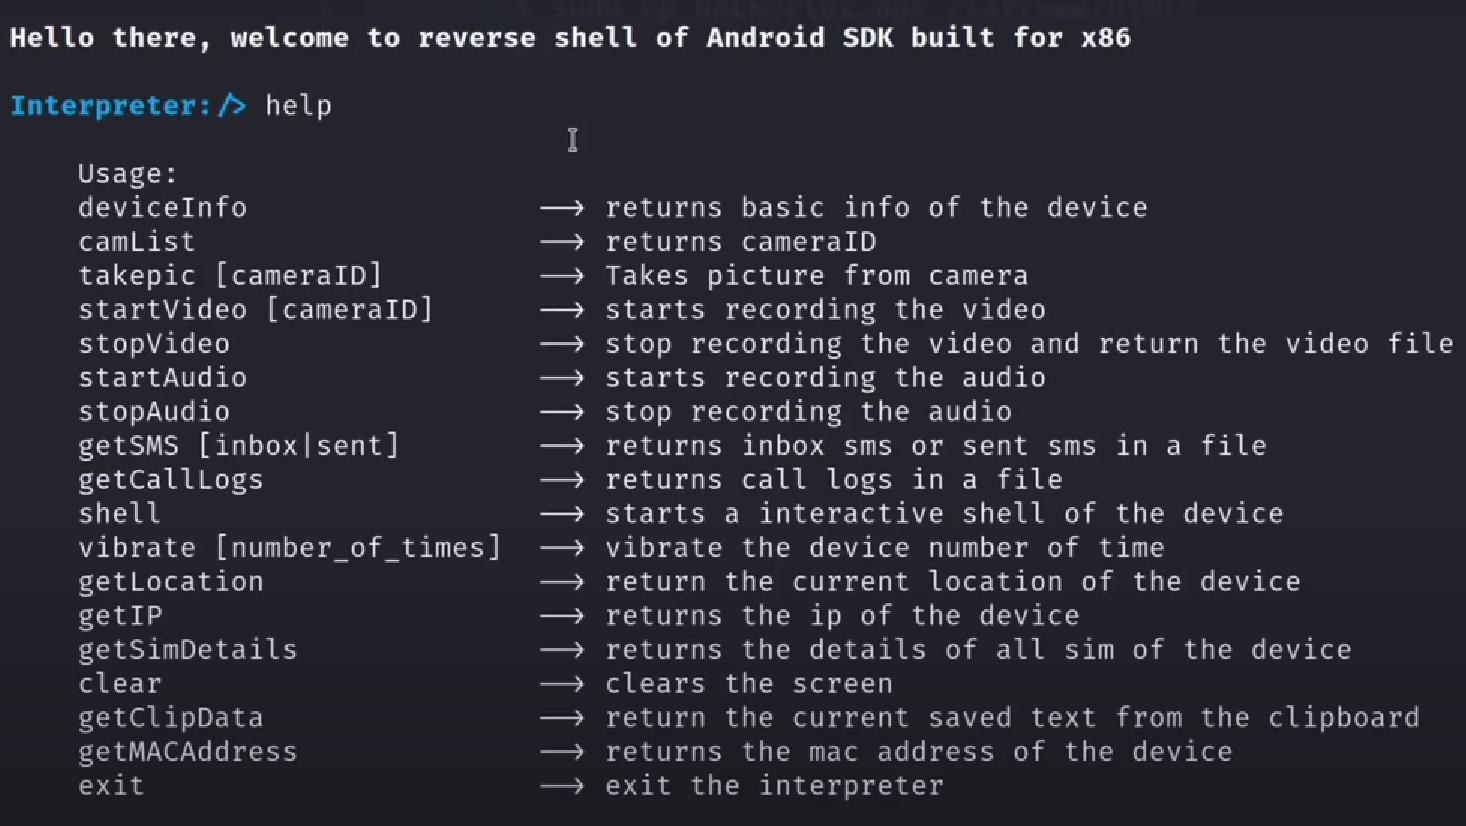 Hello there, welcome to reverse shell of Android SDK built for x86
Interpreter:/> help
Usage:
deviceInfo --> returns basic info of the device
camList --> returns cameraID
takepic [cameraID] --> Takes picture from camera
startVideo [cameraID] --> starts recording the video
stopVideo --> stop recording the video and return the video file
startAudio --> starts recording the audio
stopAudio --> stop recording the audio
getSMS [inbox|sent] --> returns inbox sms or sent sms in a file
getCallLogs --> returns call logs in a file
shell --> starts a interactive shell of the device
vibrate [number_of_times] --> vibrate the device number of time
getLocation --> return the current location of the device
getIP --> returns the ip of the device
getSimDetails --> returns the details of all sim of the device
clear --> clears the screen
getClipData --> return the current saved text from the clipboard
getMACAddress --> returns the mac address of the device
exit --> exit the interpreter